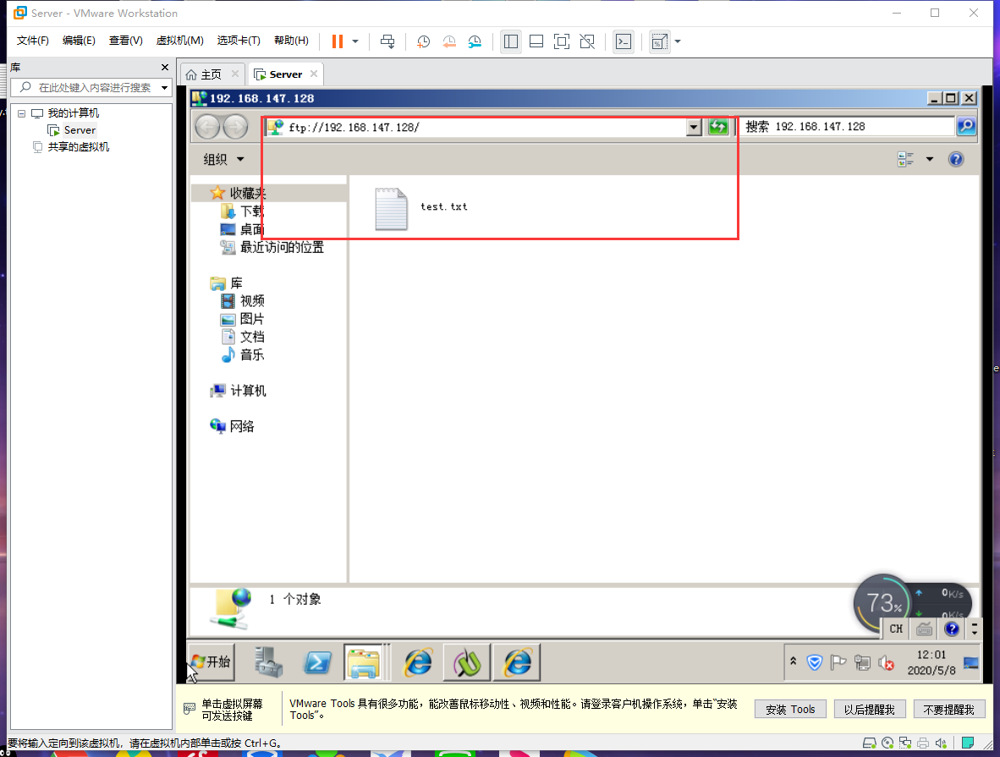 Server - VMware Workstation
文件(F) 编辑(E) 查看(V) 虚拟机(M) 选项卡(T) 帮助(H)
库
在此处键入内容进行搜索
我的计算机
Server
共享的虚拟机
主页
Server
192.168.147.128
ftp://192.168.147.128/
搜索 192.168.147.128
组织
收藏夹
下载
桌面
最近访问的位置
库
视频
图片
文档
音乐
计算机
网络
test.txt
1 个对象
73%
0K/s
0K/s
CH
开始
12:01
2020/5/8
单击虚拟屏幕
可发送按键
VMware Tools 具有很多功能，能改善鼠标移动性、视频和性能。请登录客户机操作系统，单击“安装
Tools”。
安装 Tools
以后提醒我
不要提醒我
要将输入定向到该虚拟机，请在虚拟机内部单击或按 Ctrl+G。